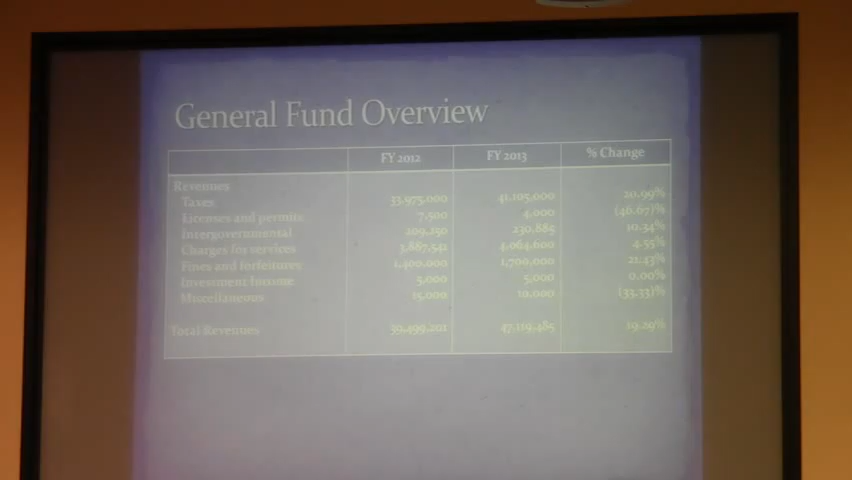 General Fund Overview
FY 2012 FY 2013 % Change
Revenues
Taxes 33,975,000 41,105,000 20.99%
Licenses and permits 7,500 4,000 (46.67)%
Intergovernmental 209,250 230,885 10.34%
Charges for services 3,887,541 4,064,600 4.55%
Fines and forfeitures 1,400,000 1,700,000 21.43%
Investment Income 5,000 5,000 0.00%
Miscellaneous 15,000 10,000 (33.33)%
Total Revenues 39,499,291 47,119,485 19.29%